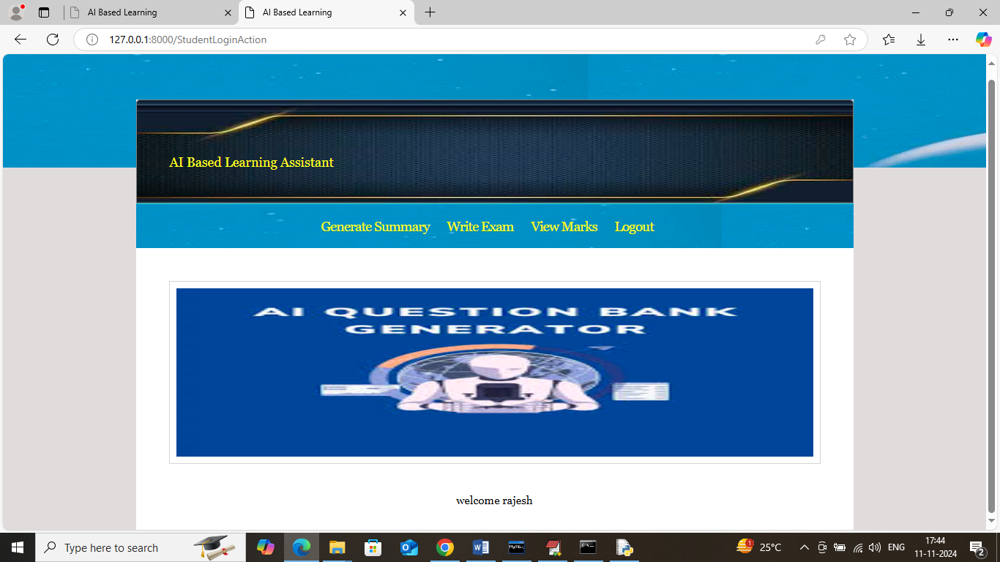 AI Based Learning
AI Based Learning
127.0.0.1:8000/StudentLoginAction
AI Based Learning Assistant
Generate Summary Write Exam View Marks Logout
AI QUESTION BANK
GENERATOR
welcome rajesh
Type here to search
1
25°C
ENG
17:44
11-11-2024
2